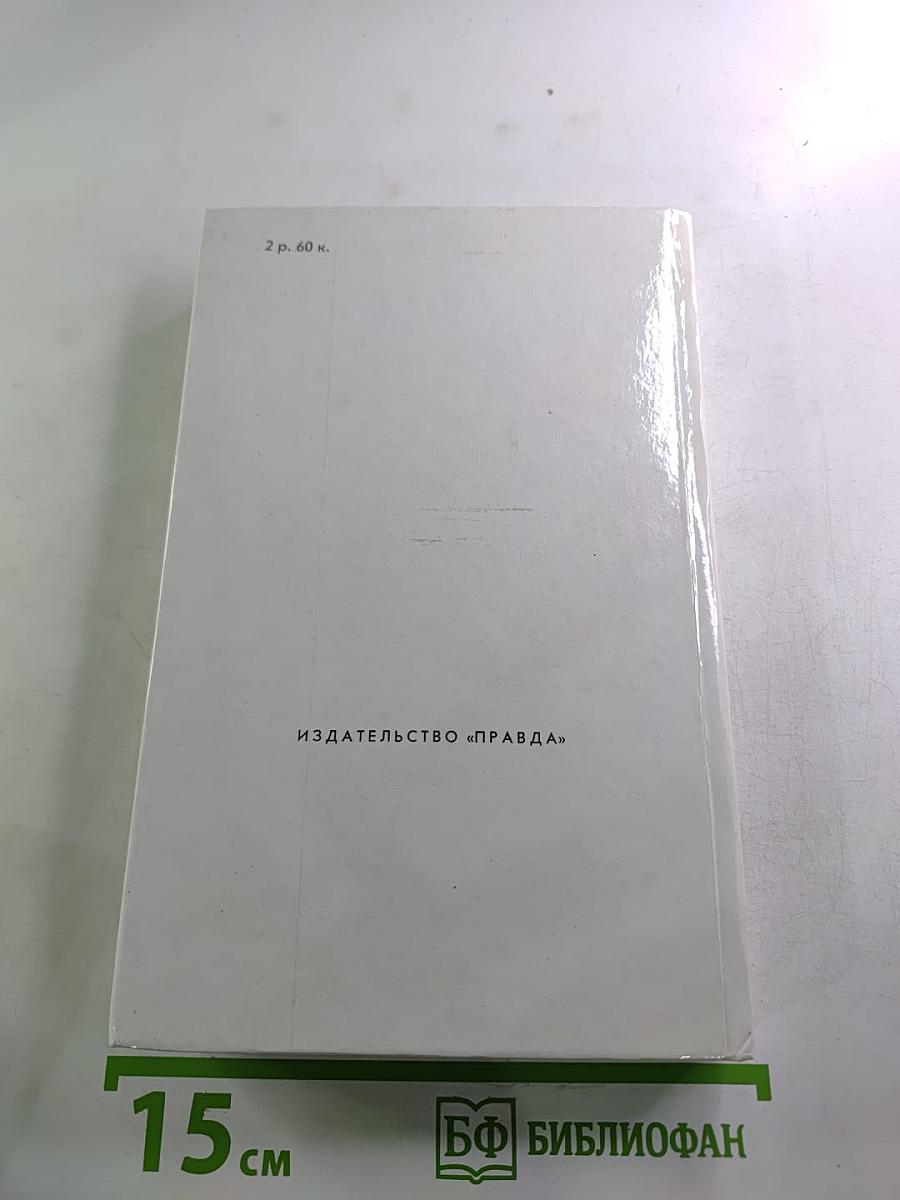 2 р. 60 к.
ИЗДАТЕЛЬСТВО «ПРАВДА»
15 см
БФ БИБЛИОФАН